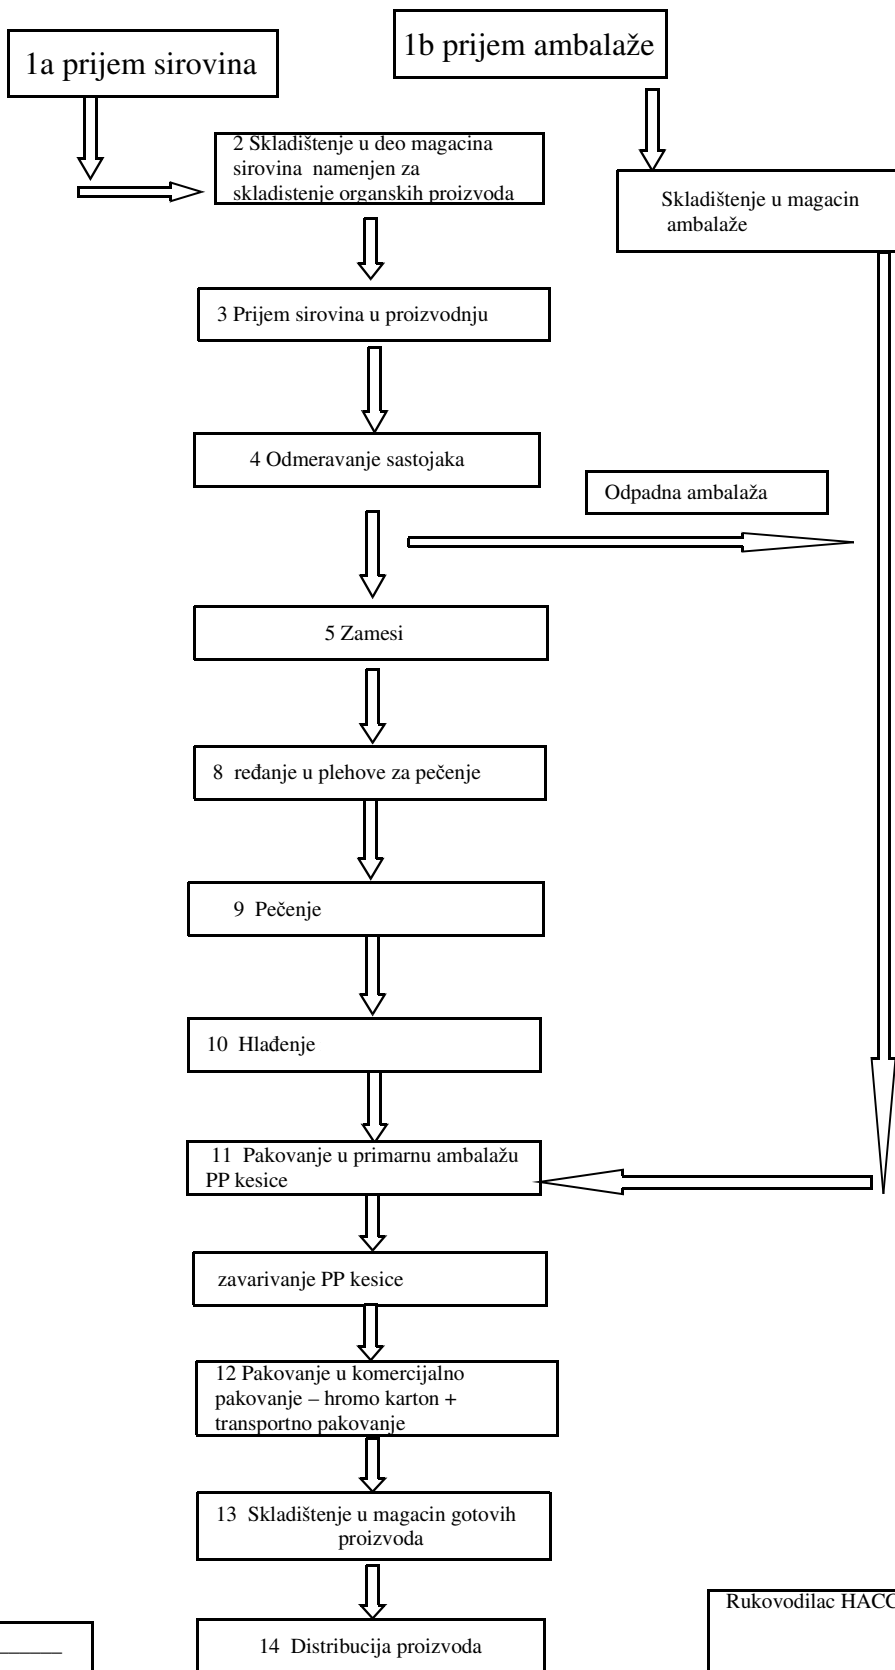 1a prijem sirovina
1b prijem ambalaže
2 Skladištenje u deo magacina
sirovina namenjen za
skladistenje organskih proizvoda
Skladištenje u magacin
ambalaže
3 Prijem sirovina u proizvodnju
4 Odmeravanje sastojaka
Odpadna ambalaža
5 Zamesi
8 ređanje u plehove za pečenje
9 Pečenje
10 Hlađenje
11 Pakovanje u primarnu ambalažu
PP kesice
zavarivanje PP kesice
12 Pakovanje u komercijalno
pakovanje – hromo karton +
transportno pakovanje
13 Skladištenje u magacin gotovih
proizvoda
Rukovodilac
14 Distribucija proizvoda